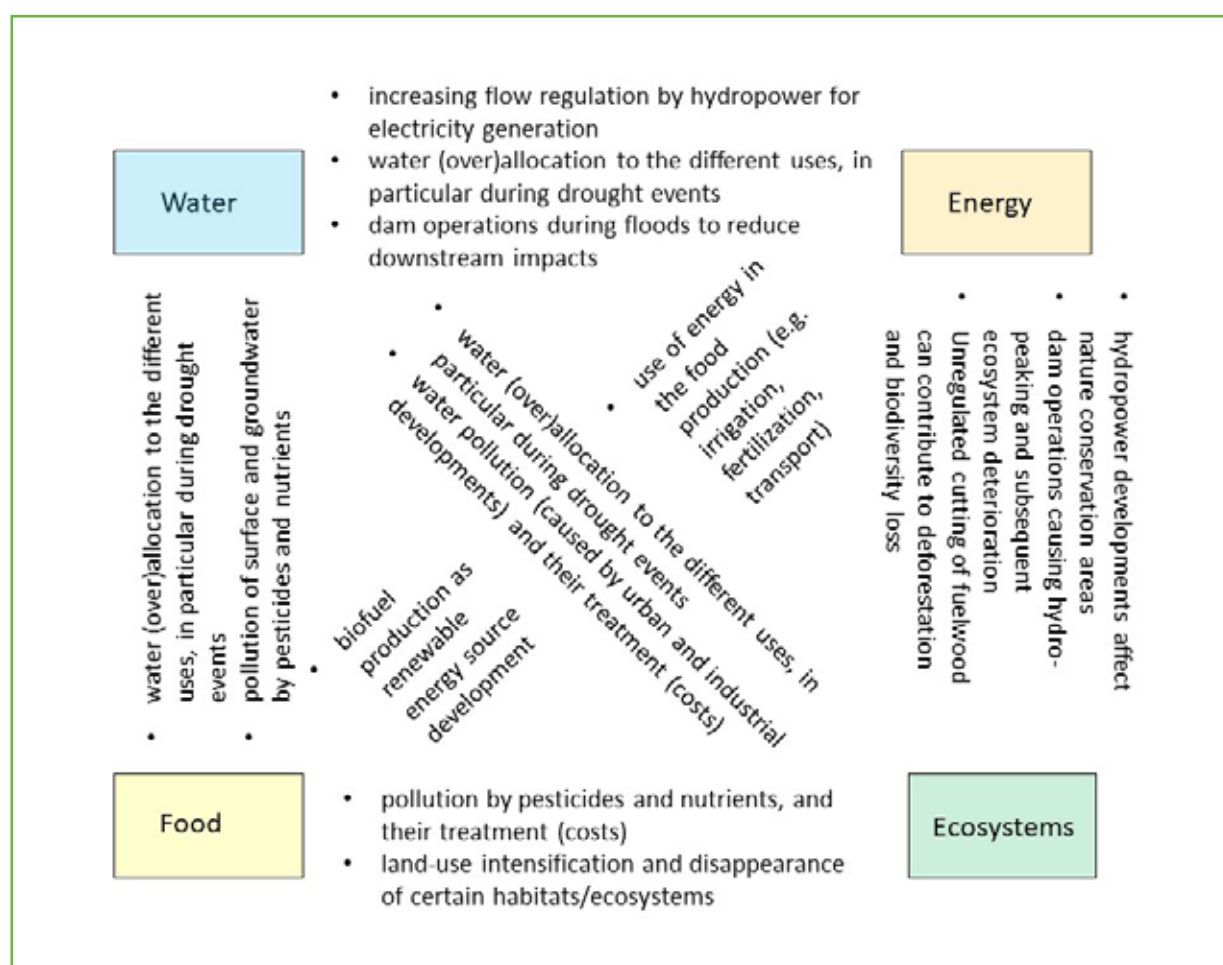 • increasing flow regulation by hydropower for
electricity generation
• water (over)allocation to the different uses, in
particular during drought events
• dam operations during floods to reduce
downstream impacts
Water
Energy
• water (over)allocation to the different
uses, in particular during drought
events
• pollution of surface and groundwater
by pesticides and nutrients
• water (over)allocation to the different uses, in
particular during drought events
• water pollution (caused by urban and industrial
developments) and their treatment (costs)
• use of energy in
the food
production (e.g.
irrigation,
fertilization,
transport)
• biofuel
production as
renewable
energy source
development
• hydropower developments affect
nature conservation areas
• dam operations causing hydro-
peaking and subsequent
ecosystem deterioration
• Unregulated cutting of fuelwood
can contribute to deforestation
and biodiversity loss
Food
Ecosystems
• pollution by pesticides and nutrients, and
their treatment (costs)
• land-use intensification and disappearance
of certain habitats/ecosystems